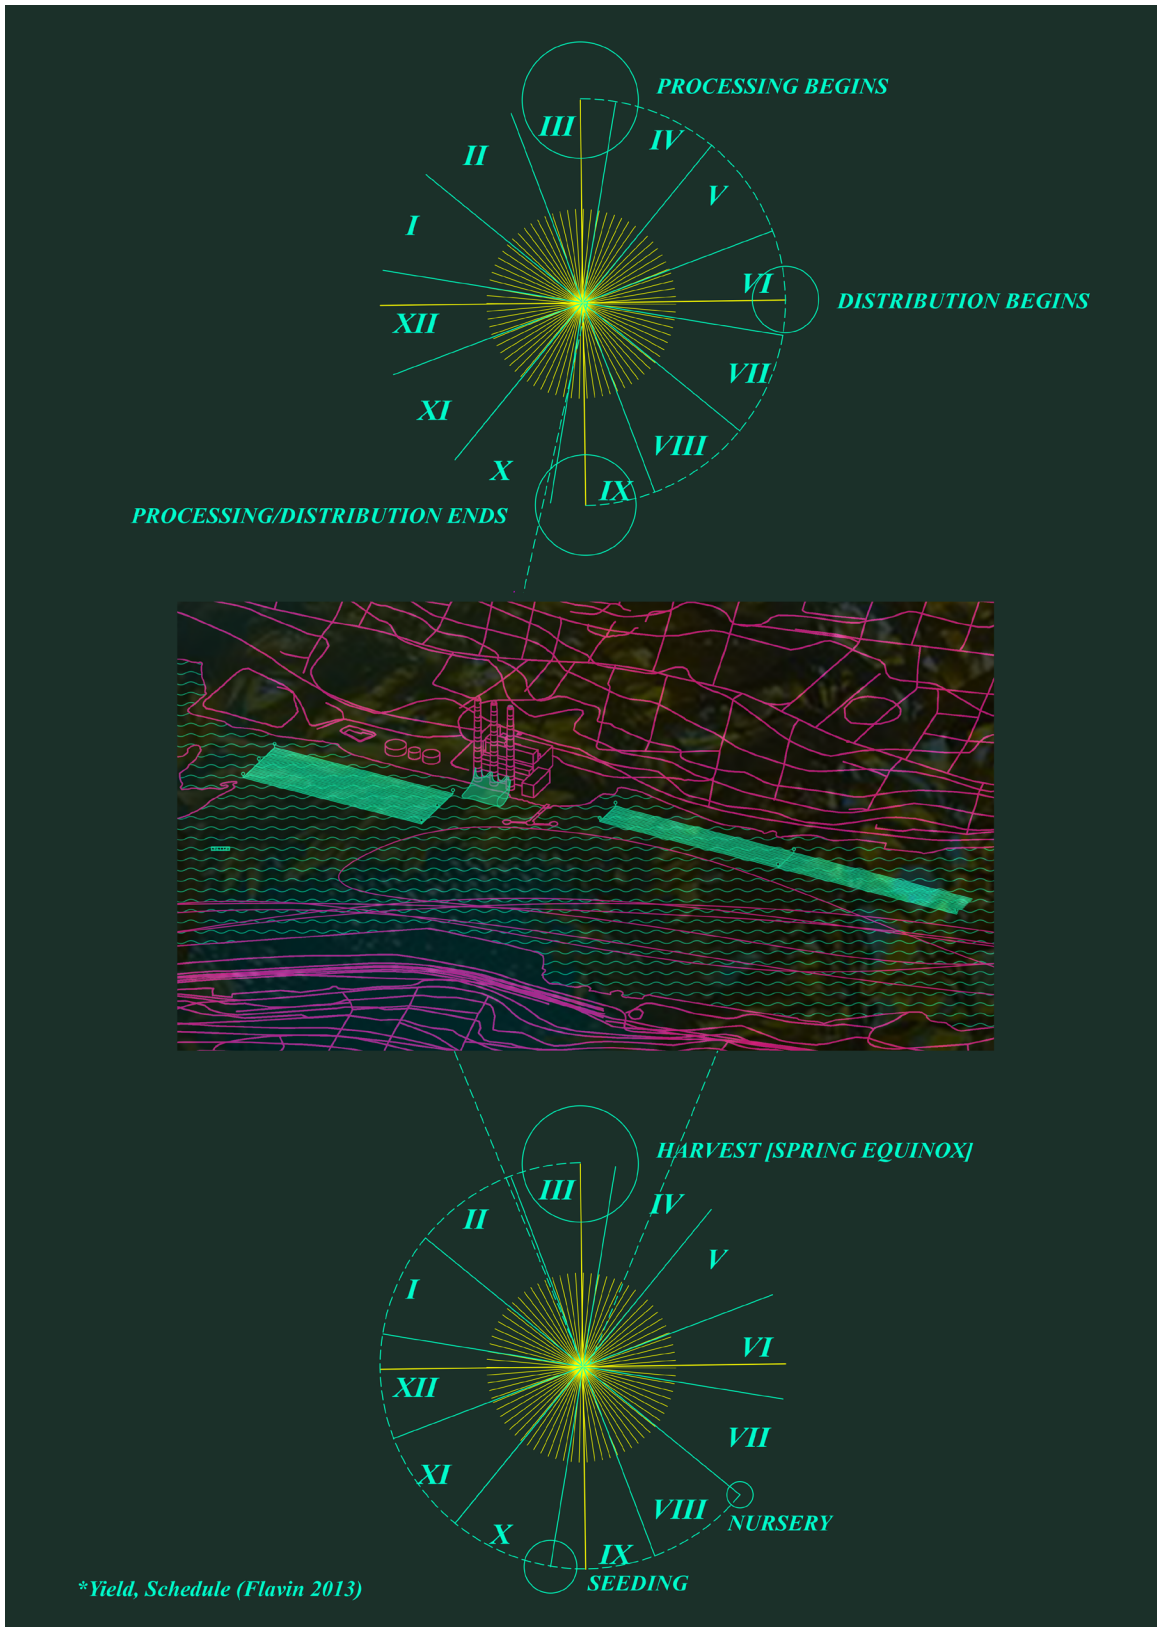 PROCESSING BEGINS
III
IV
II
V
I
VI
DISTRIBUTION BEGINS
XII
VII
XI
VIII
X
IX
PROCESSING/DISTRIBUTION ENDS
HARVEST [SPRING EQUINOX]
III
IV
II
V
I
VI
XII
VII
XI
VIII
NURSERY
X
IX
SEEDING
*Yield, Schedule (Flavin 2013)